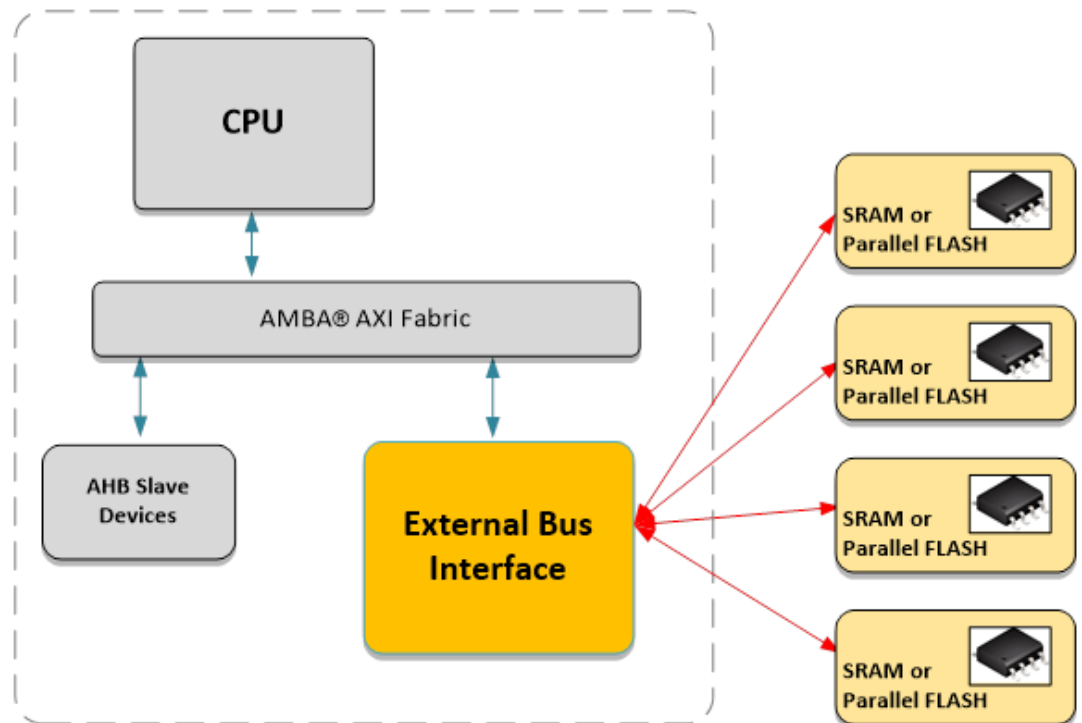 CPU
AMBA® AXI Fabric
AHB Slave
Devices
External Bus
Interface
SRAM or
Parallel FLASH
SRAM or
Parallel FLASH
SRAM or
Parallel FLASH
SRAM or
Parallel FLASH